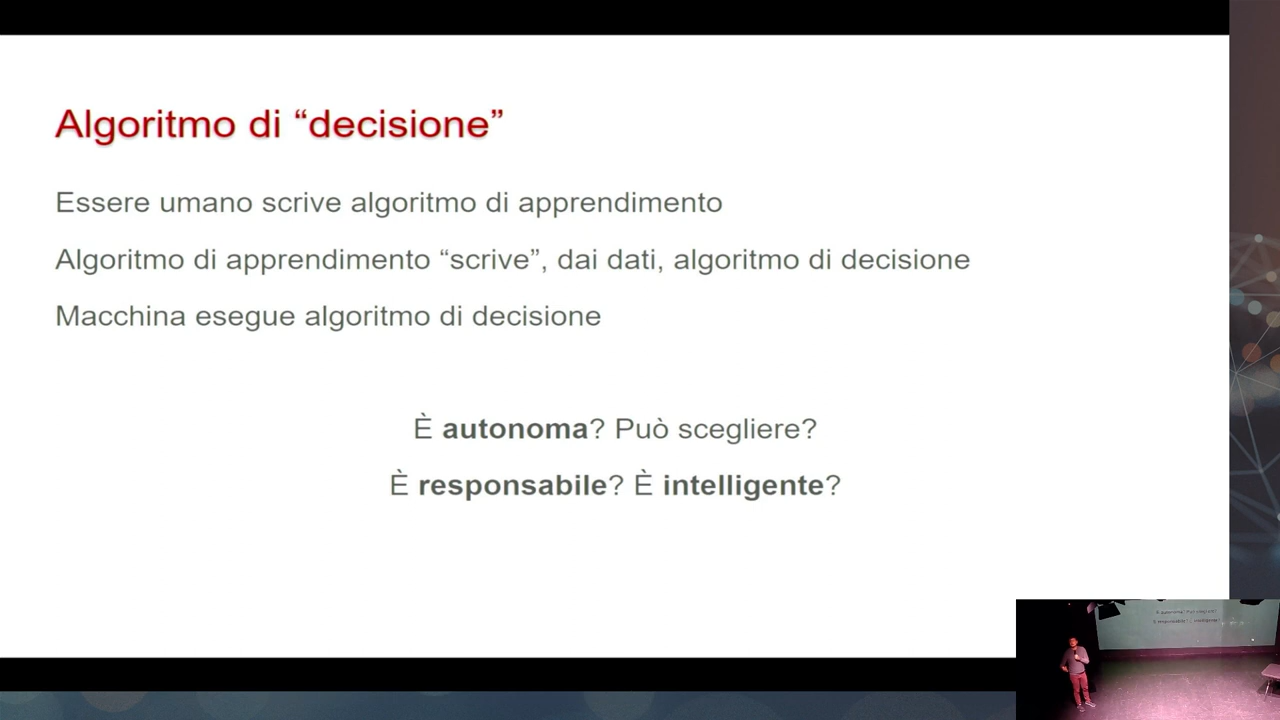 Algoritmo di “decisione”
Essere umano scrive algoritmo di apprendimento
Algoritmo di apprendimento “scrive”, dai dati, algoritmo di decisione
Macchina esegue algoritmo di decisione
È autonoma? Può scegliere?
È responsabile? È intelligente?